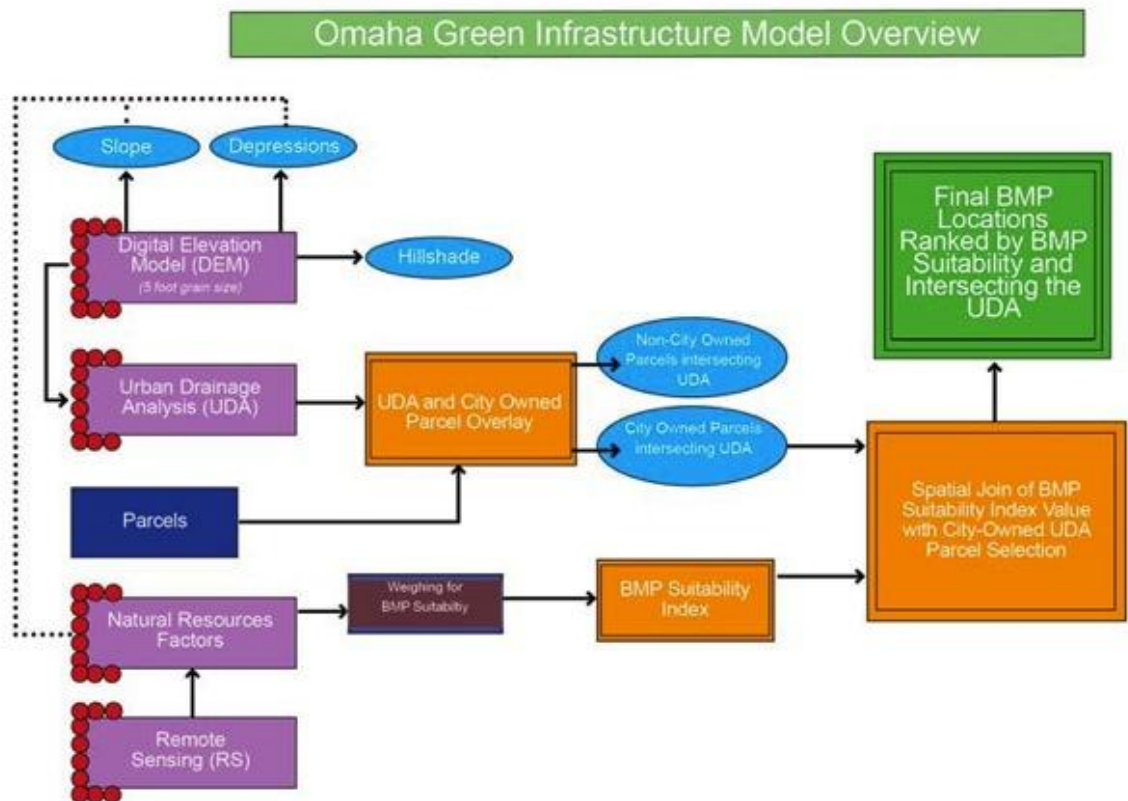 Omaha Green Infrastructure Model Overview
Slope
Depressions
Digital Elevation
Model (DEM)
(5 foot grain size)
Hillshade
Final BMP
Locations
Ranked by BMP
Suitability and
Intersecting the
UDA
Urban Drainage
Analysis (UDA)
UDA and City Owned
Parcel Overlay
Non-City Owned
Parcels intersecting
UDA
City Owned Parcels
intersecting UDA
Parcels
Spatial Join of BMP
Suitability Index Value
with City-Owned UDA
Parcel Selection
Natural Resources
Factors
Weighing for
BMP Suitabiltiy
BMP Suitability
Index
Remote
Sensing (RS)